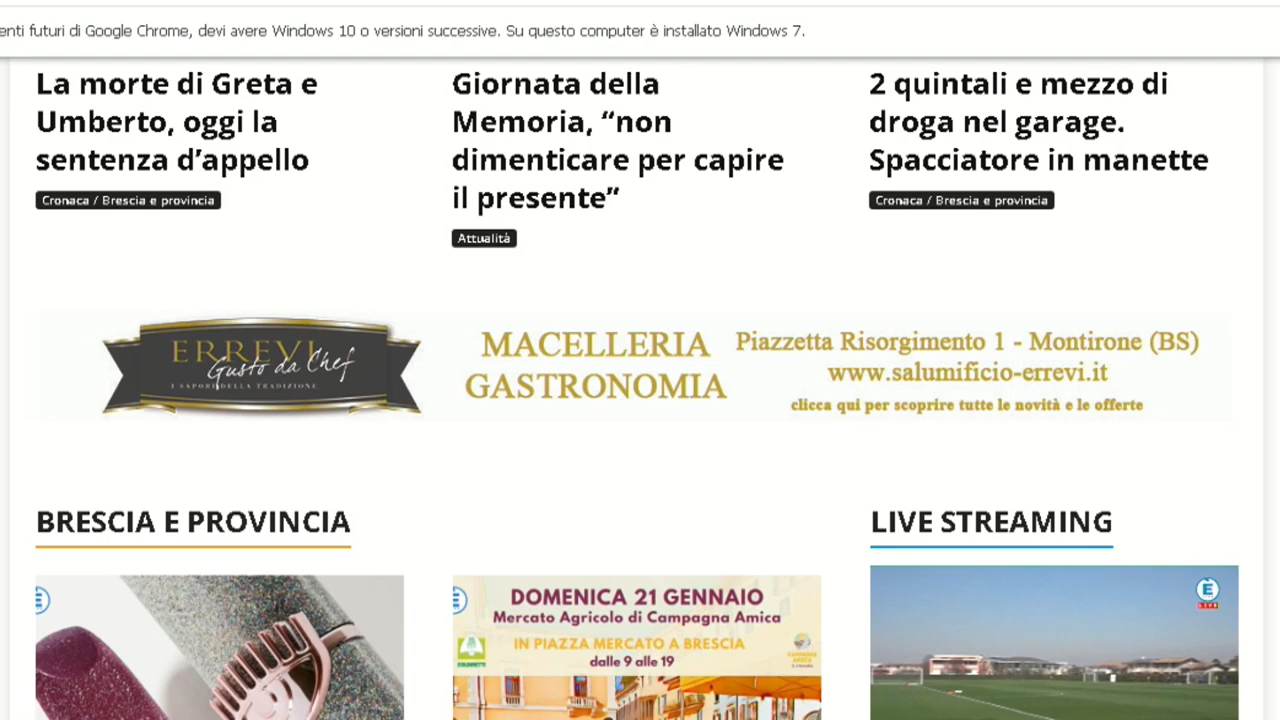 enti futuri di Google Chrome, devi avere Windows 10 o versioni successive. Su questo computer è installato Windows 7.
La morte di Greta e
Umberto, oggi la
sentenza d’appello
Cronaca / Brescia e provincia
Giornata della
Memoria, “non
dimenticare per capire
il presente”
Attualità
2 quintali e mezzo di
droga nel garage.
Spacciatore in manette
Cronaca / Brescia e provincia
ERREVI
Gusto da Chef
I SAPORI DELLA TRADIZIONE
MACELLERIA
GASTRONOMIA
Piazzetta Risorgimento 1 - Montirone (BS)
www.salumificio-errevi.it
clicca qui per scoprire tutte le novità e le offerte
BRESCIA E PROVINCIA
LIVE STREAMING
DOMENICA 21 GENNAIO
Mercato Agricolo di Campagna Amica
IN PIAZZA MERCATO A BRESCIA
dalle 9 alle 19
COLDIRETTI
È
LIVE